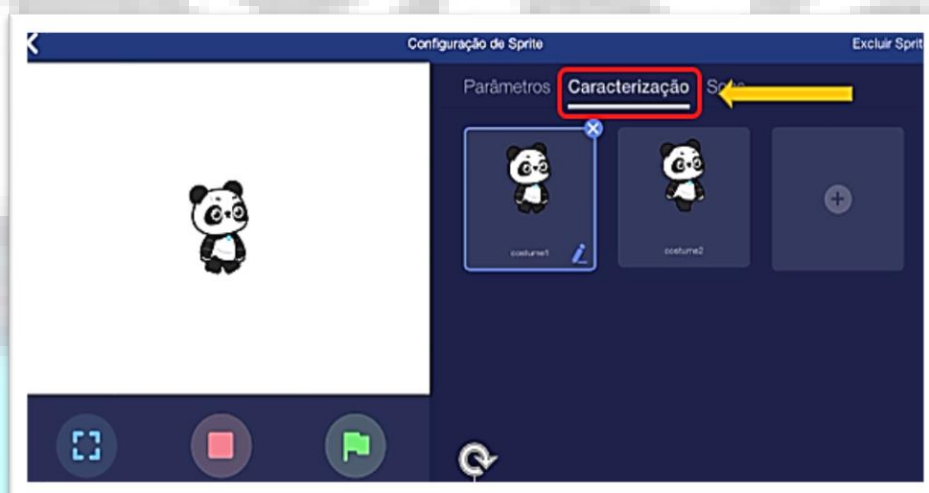 Configuração de Sprite
Excluir Sprit
Parâmetros Caracterização
costume1
costume2